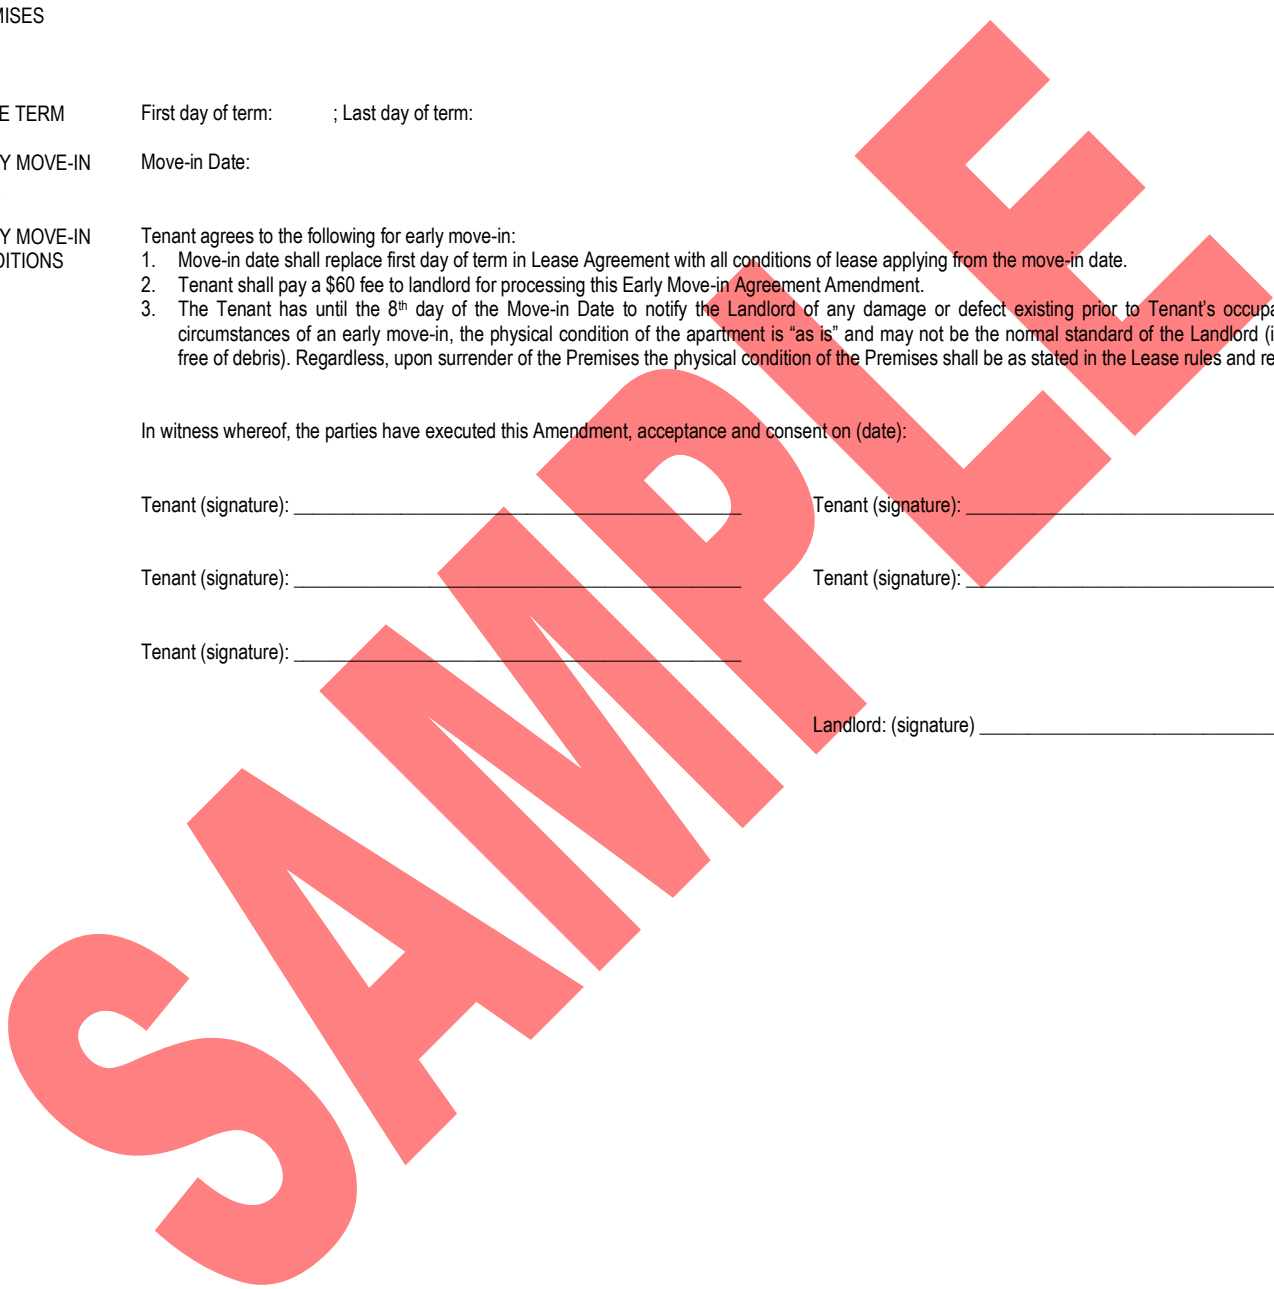 MISES
E TERM First day of term: ; Last day of term:
Y MOVE-IN Move-in Date:
Y MOVE-IN Tenant agrees to the following for early move-in:
DITIONS 1. Move-in date shall replace first day of term in Lease Agreement with all conditions of lease applying from the move-in date.
2. Tenant shall pay a $60 fee to landlord for processing this Early Move-in Agreement Amendment.
3. The Tenant has until the 8th day of the Move-in Date to notify the Landlord of any damage or defect existing prior to Tenant’s occupa
circumstances of an early move-in, the physical condition of the apartment is “as is” and may not be the normal standard of the Landlord (i
free of debris). Regardless, upon surrender of the Premises the physical condition of the Premises shall be as stated in the Lease rules and re
In witness whereof, the parties have executed this Amendment, acceptance and consent on (date):
Tenant (signature): ______________ Tenant (signature): ______________
Tenant (signature): ______________ Tenant (signature): ______________
Tenant (signature): ______________
Landlord: (signature) ______________
SAMPLE